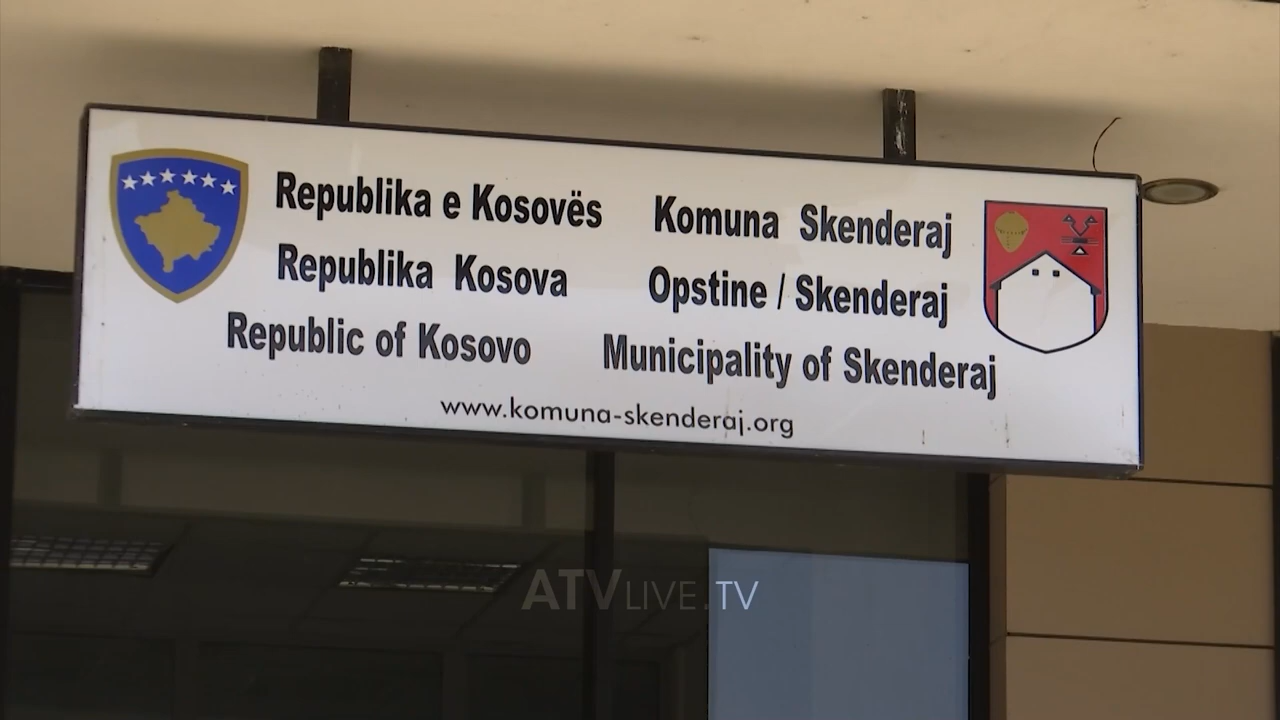 Republika e Kosovës Komuna Skenderaj
Republika Kosova Opstine / Skenderaj
Republic of Kosovo Municipality of Skenderaj
www.komuna-skenderaj.org
ATVLIVE.TV